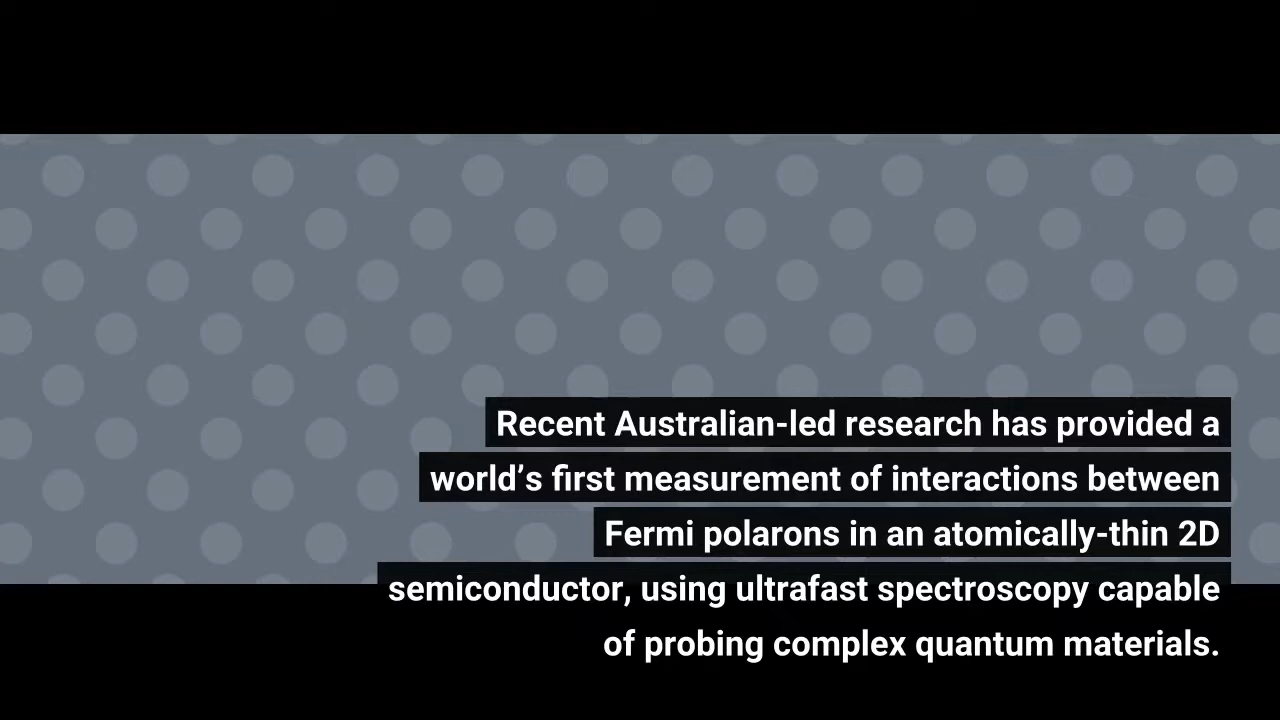 Recent Australian-led research has provided a
world’s first measurement of interactions between
Fermi polarons in an atomically-thin 2D
semiconductor, using ultrafast spectroscopy capable
of probing complex quantum materials.